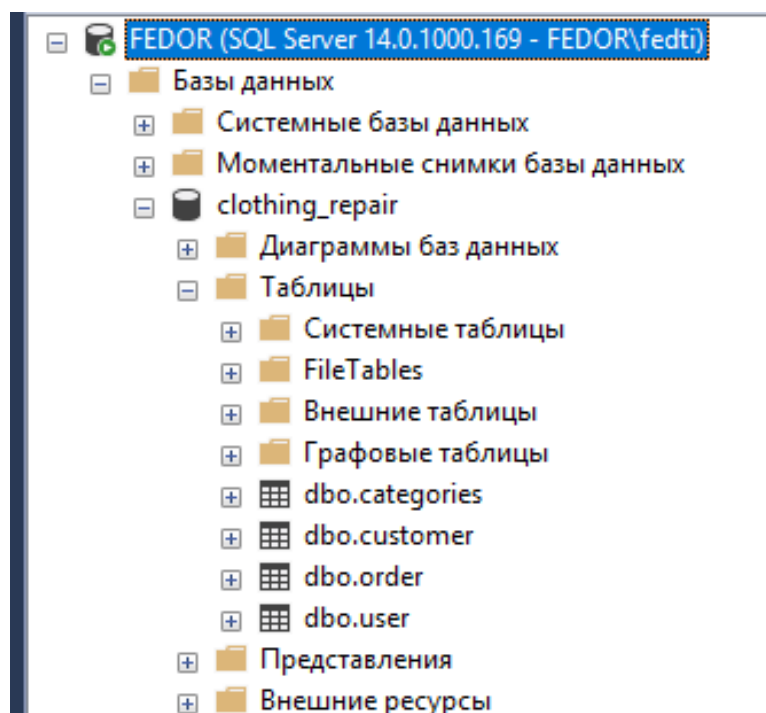 FEDOR (SQL Server 14.0.1000.169 - FEDOR\fedti)
Базы данных
Системные базы данных
Моментальные снимки базы данных
clothing_repair
Диаграммы баз данных
Таблицы
Системные таблицы
FileTables
Внешние таблицы
Графовые таблицы
dbo.categories
dbo.customer
dbo.order
dbo.user
Представления
Внешние ресурсы